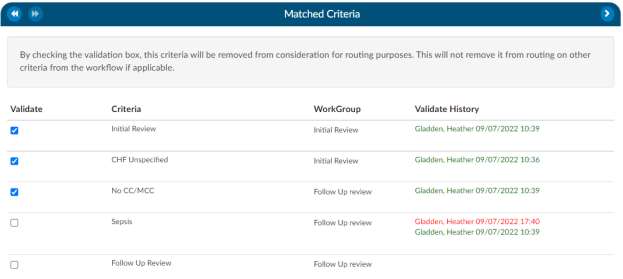 Matched Criteria
By checking the validation box, this criteria will be removed from consideration for routing purposes. This will not remove it from routing on other
criteria from the workflow if applicable.
Validate Criteria WorkGroup Validate History
Initial Review Initial Review Gladden, Heather 09/07/2022 10:39
CHF Unspecified Initial Review Gladden, Heather 09/07/2022 10:36
No CC/MCC Follow Up review Gladden, Heather 09/07/2022 10:39
Sepsis Follow Up review Gladden, Heather 09/07/2022 17:40
Gladden, Heather 09/07/2022 10:39
Follow Up Review Follow Up review